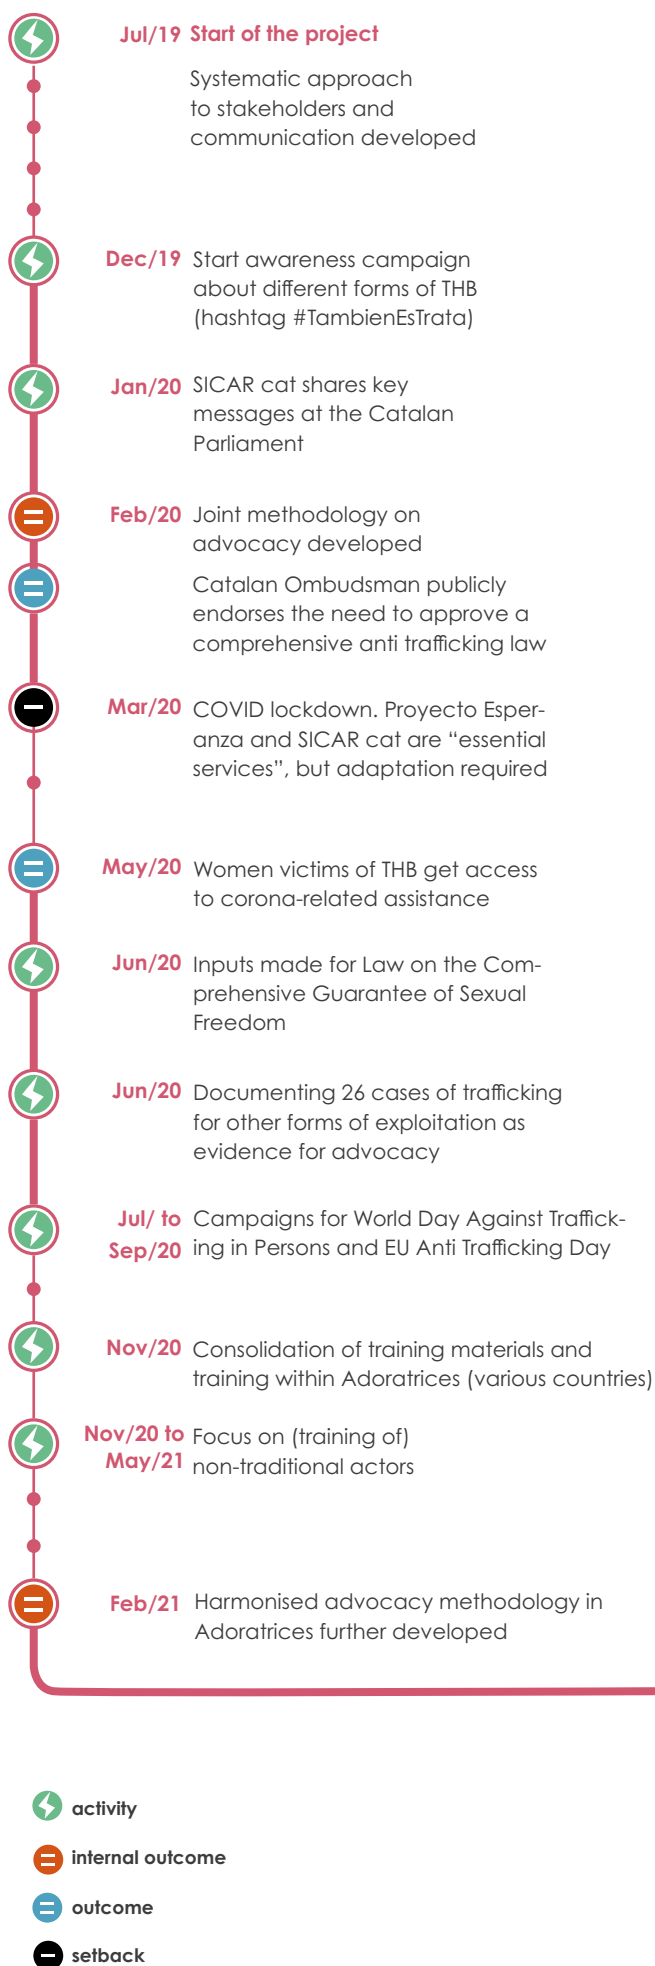 Jul/19 Start of the project
Systematic approach
to stakeholders and
communication developed
Dec/19 Start awareness campaign
about different forms of THB
(hashtag #TambienEsTrata)
Jan/20 SICAR cat shares key
messages at the Catalan
Parliament
Feb/20 Joint methodology on
advocacy developed
Catalan Ombudsman publicly
endorses the need to approve a
comprehensive anti trafficking law
Mar/20 COVID lockdown. Proyecto Esper-
anza and SICAR cat are “essential
services”, but adaptation required
May/20 Women victims of THB get access
to corona-related assistance
Jun/20 Inputs made for Law on the Com-
prehensive Guarantee of Sexual
Freedom
Jun/20 Documenting 26 cases of trafficking
for other forms of exploitation as
evidence for advocacy
Jul/ to Campaigns for World Day Against Traffick-
Sep/20 ing in Persons and EU Anti Trafficking Day
Nov/20 Consolidation of training materials and
training within Adoratrices (various countries)
Nov/20 to Focus on (training of)
May/21 non-traditional actors
Feb/21 Harmonised advocacy methodology in
Adoratrices further developed
activity
internal outcome
outcome
setback